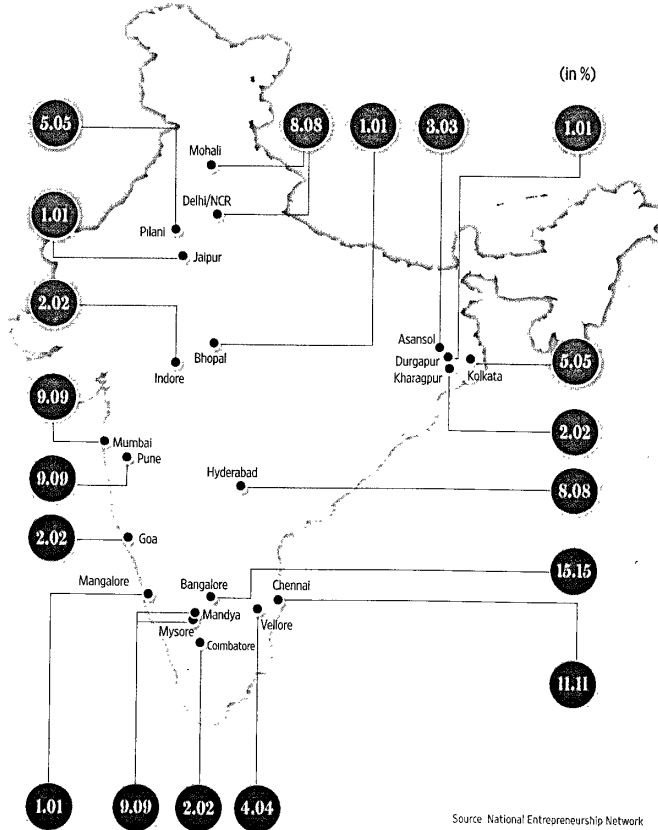 (in %)
5.05
8.08
1.01
3.03
1.01
Mohali
Delhi/NCR
1.01
Pilani
Jaipur
2.02
Asansol
Bhopal
Durgapur
Indore
Kharagpur
Kolkata
5.05
9.09
2.02
Mumbai
Pune
9.09
Hyderabad
8.08
2.02
Goa
15.15
Mangalore
Bangalore
Chennai
Mandya
Vellore
Mysore
Coimbatore
11.11
1.01
9.09
2.02
4.04
Source National Entrepreneurship Network